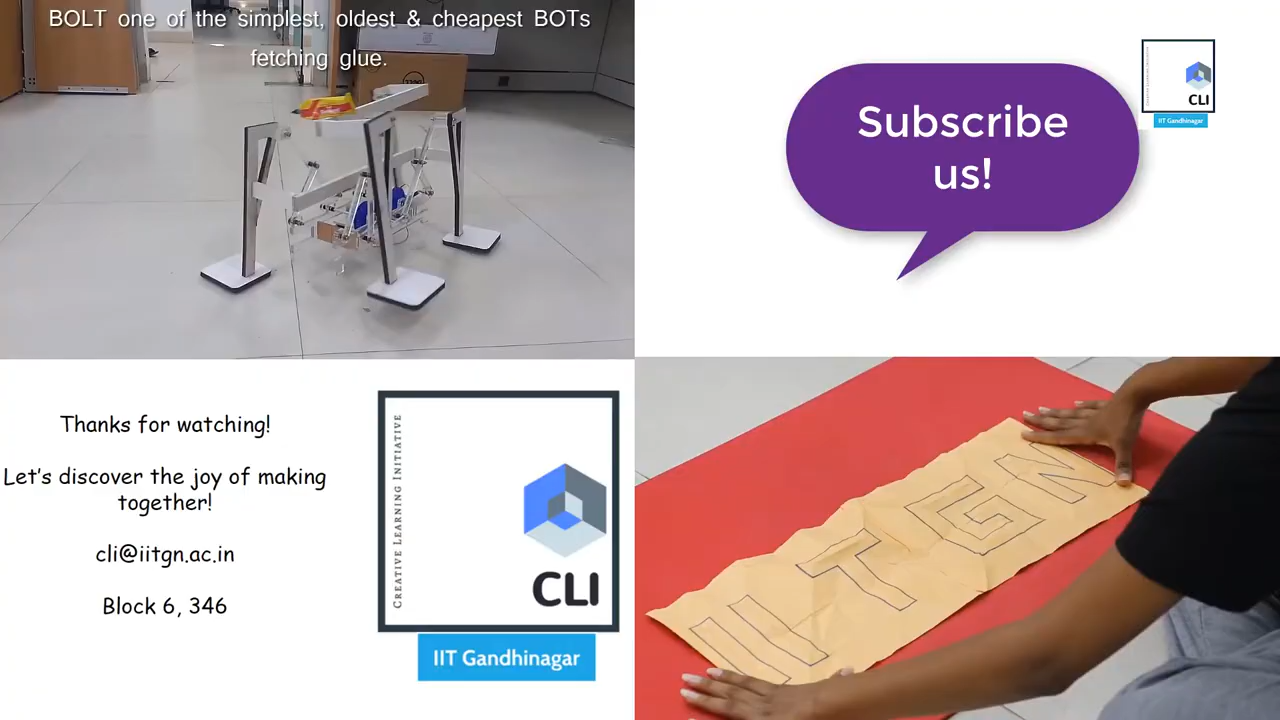 BOLT one of the simplest, oldest & cheapest BOTs
fetching glue.
Subscribe
us!
CLI
IIT Gandhinagar
Thanks for watching!
Let's discover the joy of making
together!
cli@iitgn.ac.in
Block 6, 346
CREATIVE LEARNING INITIATIVE
CLI
IIT Gandhinagar
IITGN